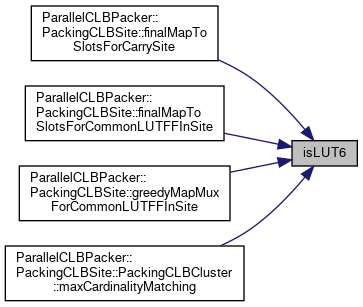 ParallelCLBPacker::
PackingCLBSite::finalMapTo
SlotsForCarrySite
ParallelCLBPacker::
PackingCLBSite::finalMapTo
SlotsForCommonLUTFFInSite
isLUT6
ParallelCLBPacker::
PackingCLBSite::greedyMapMux
ForCommonLUTFFInSite
ParallelCLBPacker::
PackingCLBSite::PackingCLBCluster
::maxCardinalityMatching